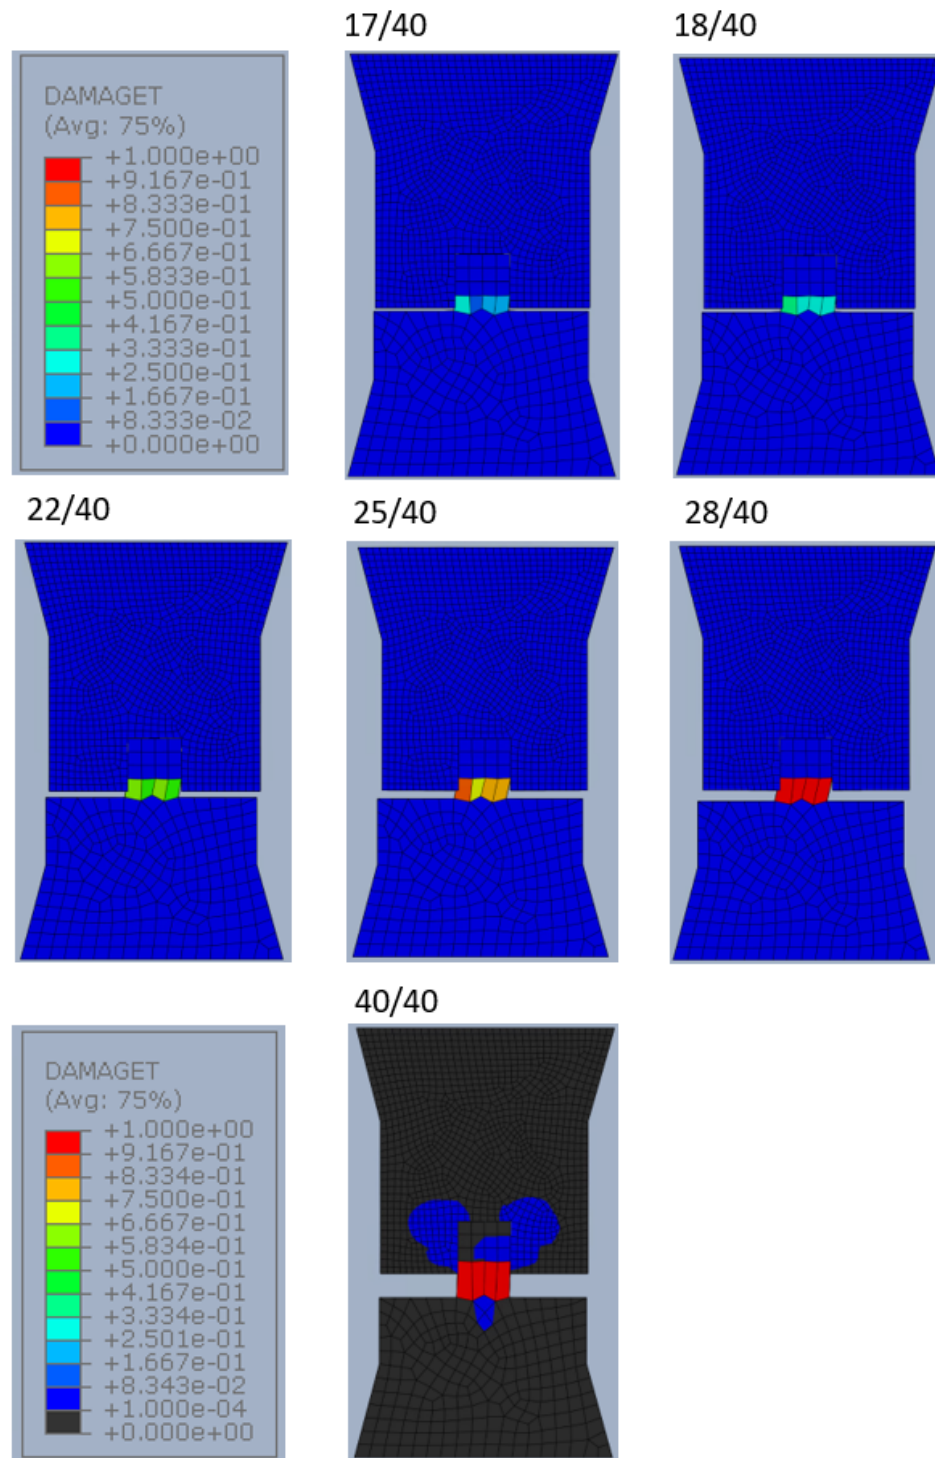 17/40
18/40
DAMAGET
(Avg: 75%)
+1.000e+00
+9.167e-01
+8.333e-01
+7.500e-01
+6.667e-01
+5.833e-01
+5.000e-01
+4.167e-01
+3.333e-01
+2.500e-01
+1.667e-01
+8.333e-02
+0.000e+00
22/40
25/40
28/40
40/40
DAMAGET
(Avg: 75%)
+1.000e+00
+9.167e-01
+8.334e-01
+7.500e-01
+6.667e-01
+5.834e-01
+5.000e-01
+4.167e-01
+3.334e-01
+2.501e-01
+1.667e-01
+8.343e-02
+1.000e-04
+0.000e+00